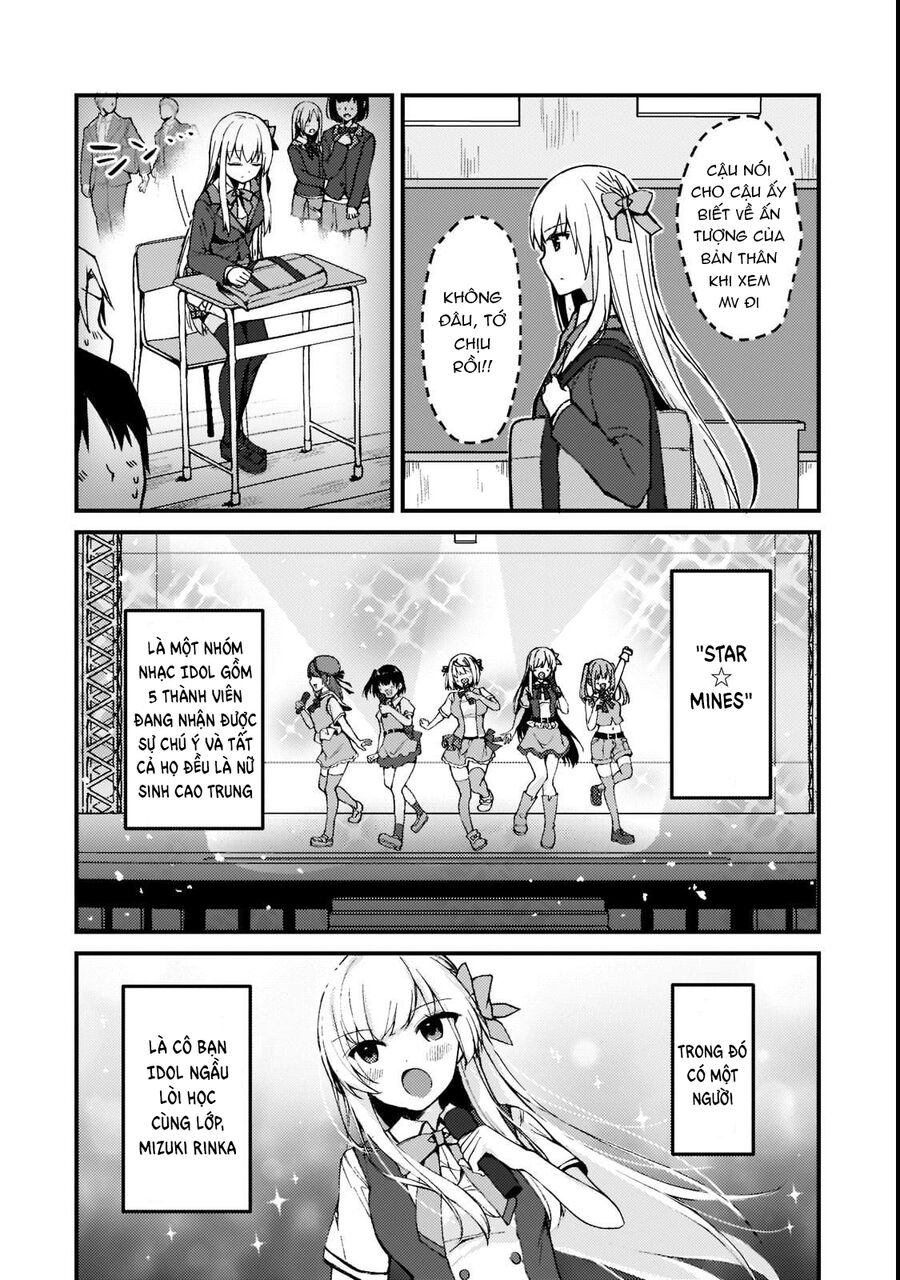 CẬU NÓI
CHO CẬU ẤY
BIẾT VỀ ẤN
TƯỢNG CỦA
BẢN THÂN
KHI XEM
MV ĐI
KHÔNG
ĐÂU, TỚ
CHỊU
RỒI!!
"STAR
☆
MINES"
LÀ MỘT NHÓM
NHẠC IDOL GỒM
5 THÀNH VIÊN
ĐANG NHẬN ĐƯỢC
SỰ CHÚ Ý VÀ TẤT
CẢ HỌ ĐỀU LÀ NỮ
SINH CAO TRUNG
TRONG ĐÓ
CÓ MỘT
NGƯỜI
LÀ CÔ BẠN
IDOL NGẦU
LÒI HỌC
CÙNG LỚP,
MIZUKI RINKA